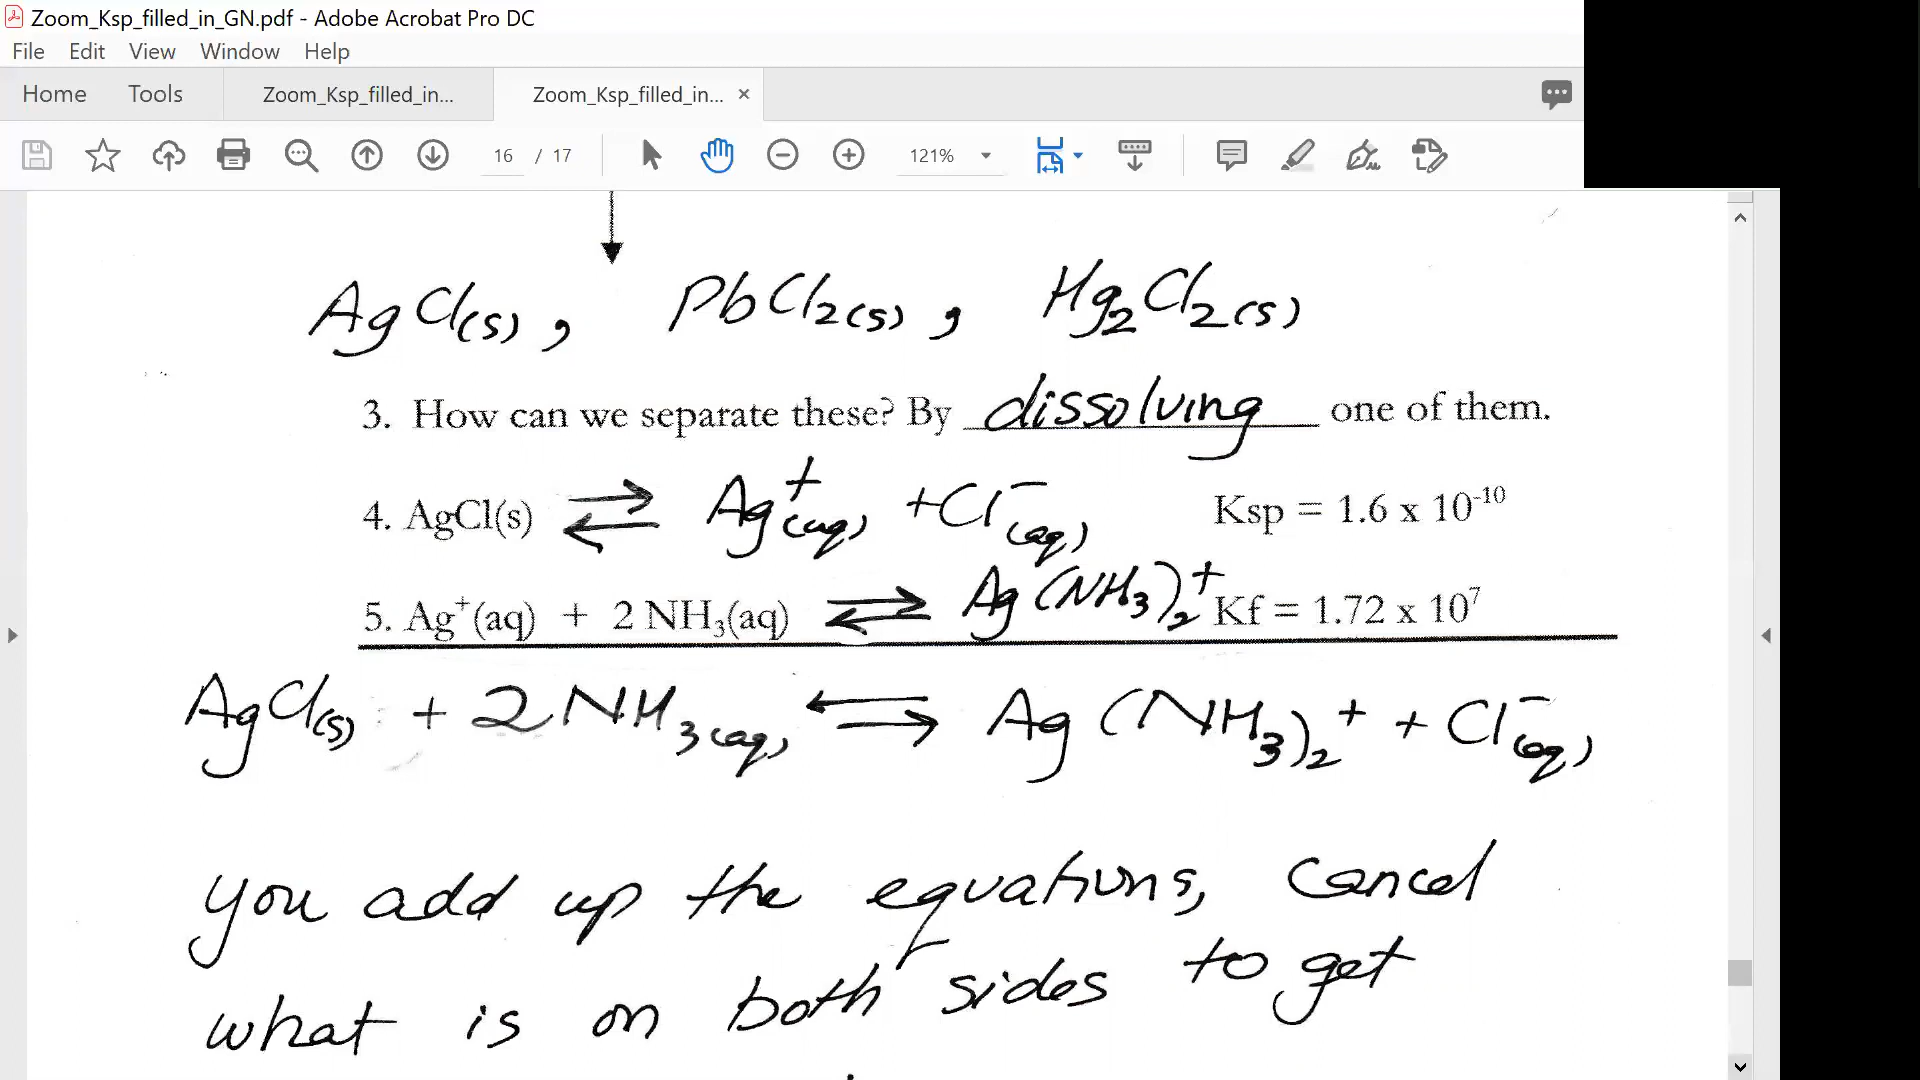 Zoom_Ksp_filled_in_GN.pdf - Adobe Acrobat Pro DC
File Edit View Window Help
Home Tools Zoom_Ksp_filled_in... Zoom_Ksp_filled_in... ×
16 / 17 121%
AgCl(s), PbCl₂(s), Hg₂Cl₂(s)
3. How can we separate these? By dissolving one of them.
4. AgCl(s) ⇌ Ag⁺(aq) + Cl⁻(aq) Ksp = 1.6 x 10⁻¹⁰
5. Ag⁺(aq) + 2 NH₃(aq) ⇌ Ag(NH₃)₂⁺ Kf = 1.72 x 10⁷
AgCl(s) + 2NH₃(aq) ⇌ Ag(NH₃)₂⁺ + Cl⁻(aq)
you add up the equations, cancel
what is on both sides to get